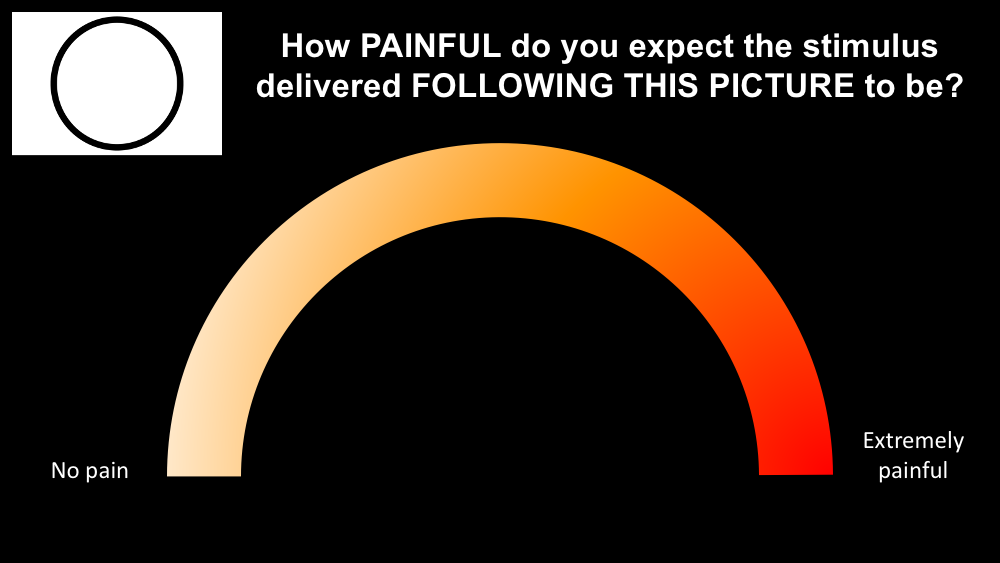 How PAINFUL do you expect the stimulus
delivered FOLLOWING THIS PICTURE to be?
No pain
Extremely
painful